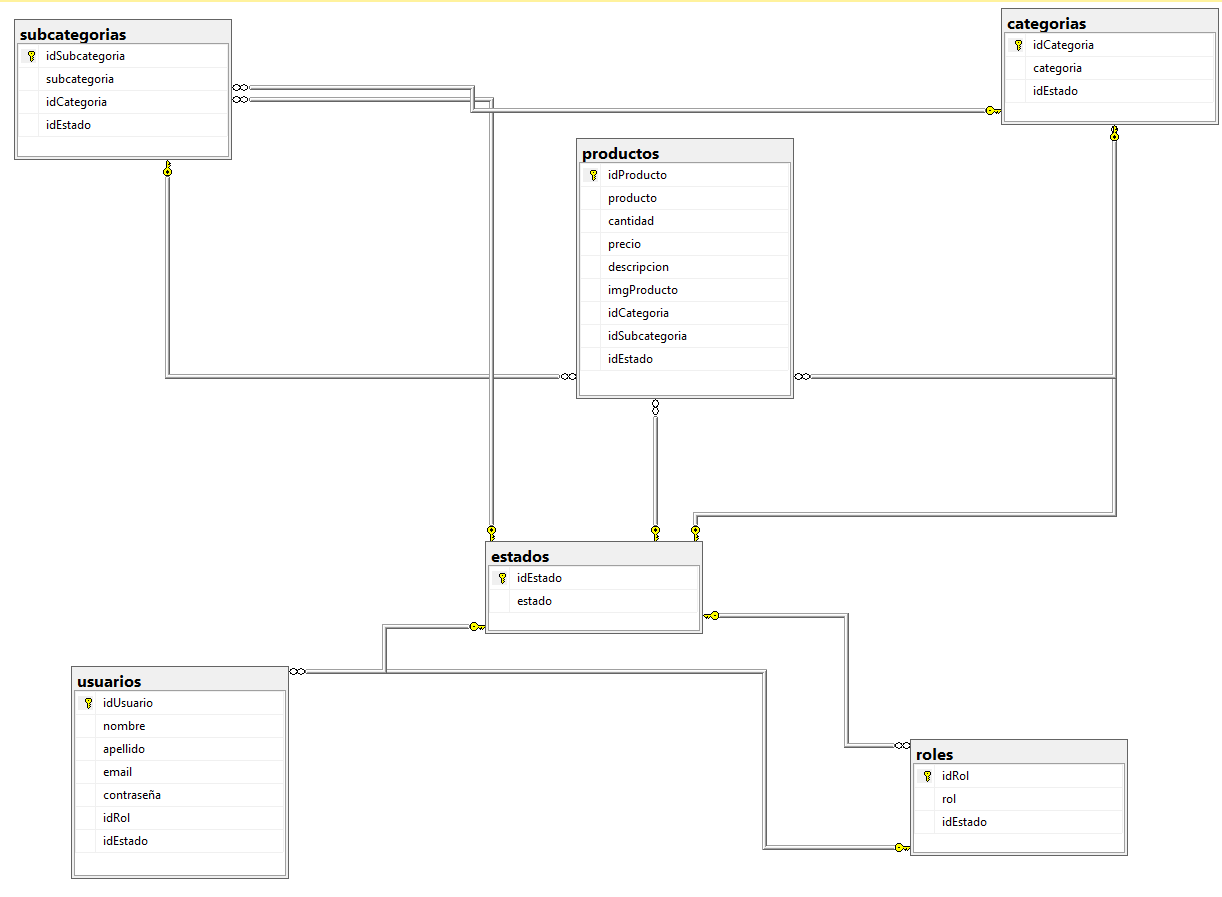 subcategorias
idSubcategoria
subcategoria
idCategoria
idEstado
categorias
idCategoria
categoria
idEstado
productos
idProducto
producto
cantidad
precio
descripcion
imgProducto
idCategoria
idSubcategoria
idEstado
estados
idEstado
estado
usuarios
idUsuario
nombre
apellido
email
contraseña
idRol
idEstado
roles
idRol
rol
idEstado